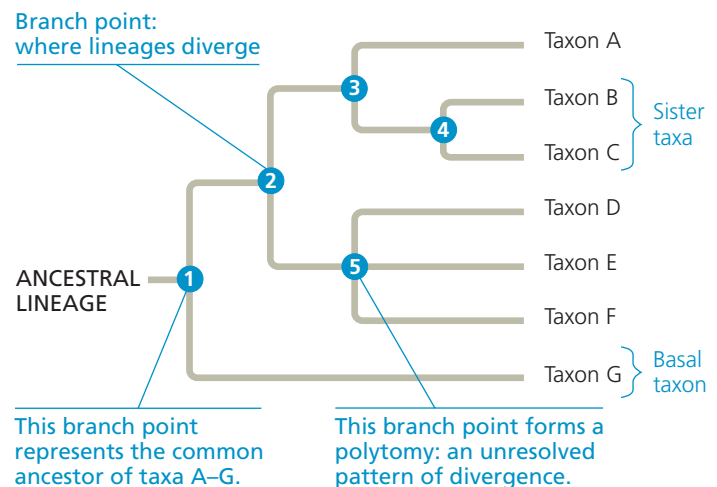 Branch point:
where lineages diverge
Taxon A
3
Taxon B
4
Sister
taxa
Taxon C
2
Taxon D
ANCESTRAL
LINEAGE
1
5
Taxon E
Taxon F
Taxon G
Basal
taxon
This branch point
represents the common
ancestor of taxa A–G.
This branch point forms a
polytomy: an unresolved
pattern of divergence.